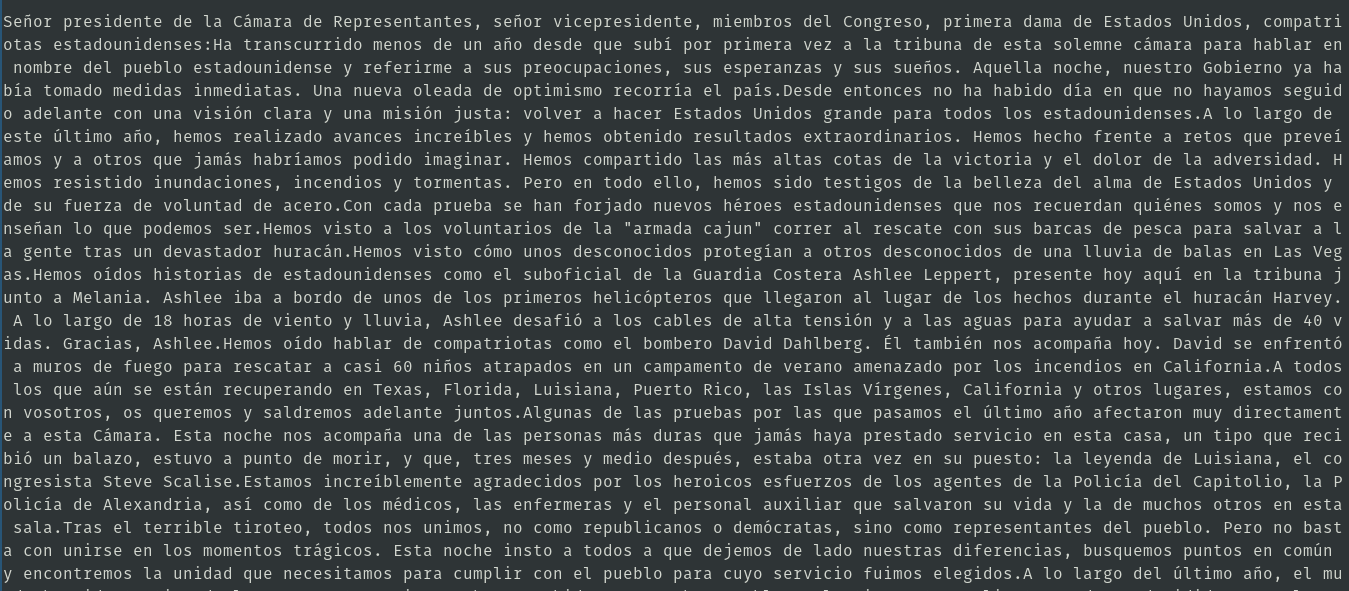 Señor presidente de la Cámara de Representantes, señor vicepresidente, miembros del Congreso, primera dama de Estados Unidos, compatri
otas estadounidenses:Ha transcurrido menos de un año desde que subí por primera vez a la tribuna de esta solemne cámara para hablar en
nombre del pueblo estadounidense y referirme a sus preocupaciones, sus esperanzas y sus sueños. Aquella noche, nuestro Gobierno ya ha
bía tomado medidas inmediatas. Una nueva oleada de optimismo recorría el país.Desde entonces no ha habido día en que no hayamos seguid
o adelante con una visión clara y una misión justa: volver a hacer Estados Unidos grande para todos los estadounidenses.A lo largo de
este último año, hemos realizado avances increíbles y hemos obtenido resultados extraordinarios. Hemos hecho frente a retos que preveí
amos y a otros que jamás habríamos podido imaginar. Hemos compartido las más altas cotas de la victoria y el dolor de la adversidad. H
emos resistido inundaciones, incendios y tormentas. Pero en todo ello, hemos sido testigos de la belleza del alma de Estados Unidos y
de su fuerza de voluntad de acero.Con cada prueba se han forjado nuevos héroes estadounidenses que nos recuerdan quiénes somos y nos e
nseñan lo que podemos ser.Hemos visto a los voluntarios de la "armada cajun" correr al rescate con sus barcas de pesca para salvar a l
a gente tras un devastador huracán.Hemos visto cómo unos desconocidos protegían a otros desconocidos de una lluvia de balas en Las Veg
as.Hemos oídos historias de estadounidenses como el suboficial de la Guardia Costera Ashlee Leppert, presente hoy aquí en la tribuna j
unto a Melania. Ashlee iba a bordo de unos de los primeros helicópteros que llegaron al lugar de los hechos durante el huracán Harvey.
A lo largo de 18 horas de viento y lluvia, Ashlee desafió a los cables de alta tensión y a las aguas para ayudar a salvar más de 40 v
idas. Gracias, Ashlee.Hemos oído hablar de compatriotas como el bombero David Dahlberg. Él también nos acompaña hoy. David se enfrentó
a muros de fuego para rescatar a casi 60 niños atrapados en un campamento de verano amenazado por los incendios en California.A todos
los que aún se están recuperando en Texas, Florida, Luisiana, Puerto Rico, las Islas Vírgenes, California y otros lugares, estamos co
n vosotros, os queremos y saldremos adelante juntos.Algunas de las pruebas por las que pasamos el último año afectaron muy directament
e a esta Cámara. Esta noche nos acompaña una de las personas más duras que jamás haya prestado servicio en esta casa, un tipo que reci
bió un balazo, estuvo a punto de morir, y que, tres meses y medio después, estaba otra vez en su puesto: la leyenda de Luisiana, el co
ngresista Steve Scalise.Estamos increíblemente agradecidos por los heroicos esfuerzos de los agentes de la Policía del Capitolio, la P
olicía de Alexandria, así como de los médicos, las enfermeras y el personal auxiliar que salvaron su vida y la de muchos otros en esta
sala.Tras el terrible tiroteo, todos nos unimos, no como republicanos o demócratas, sino como representantes del pueblo. Pero no bast
a con unirse en los momentos trágicos. Esta noche insto a todos a que dejemos de lado nuestras diferencias, busquemos puntos en común
y encontremos la unidad que necesitamos para cumplir con el pueblo para cuyo servicio fuimos elegidos.A lo largo del último año, el mu